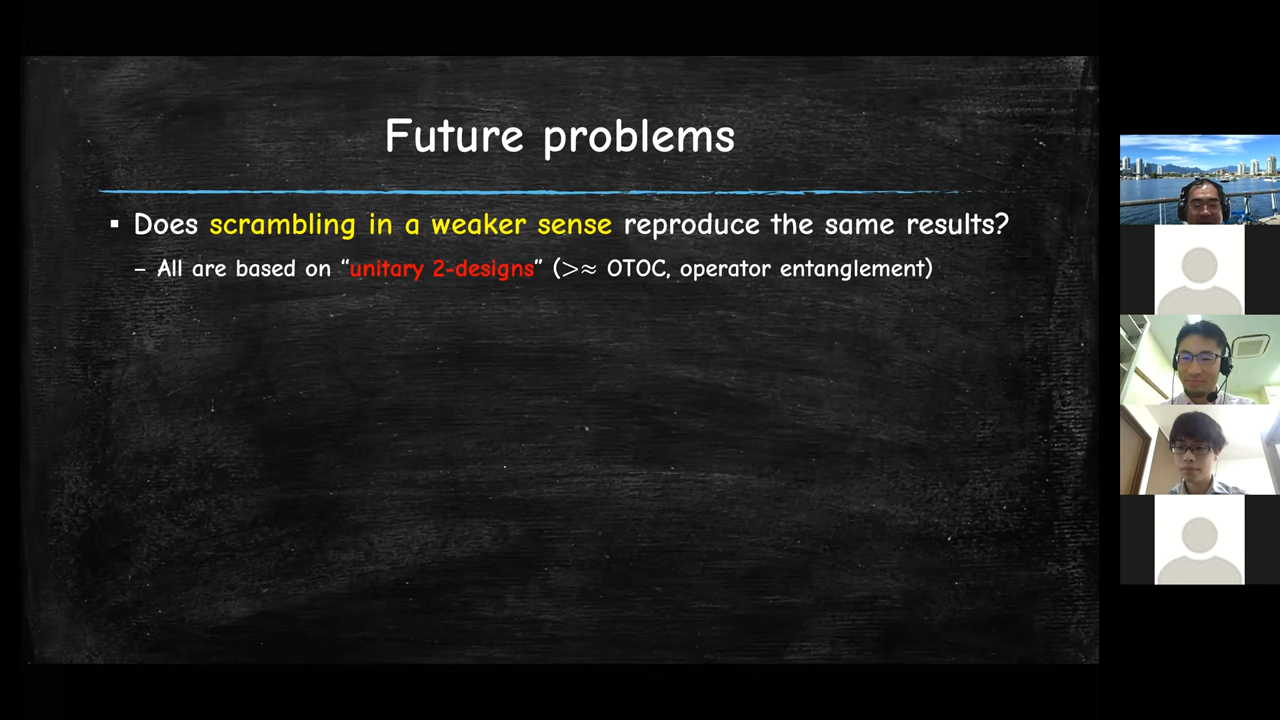 Future problems
▪ Does scrambling in a weaker sense reproduce the same results?
– All are based on “unitary 2-designs” (>≈ OTOC, operator entanglement)